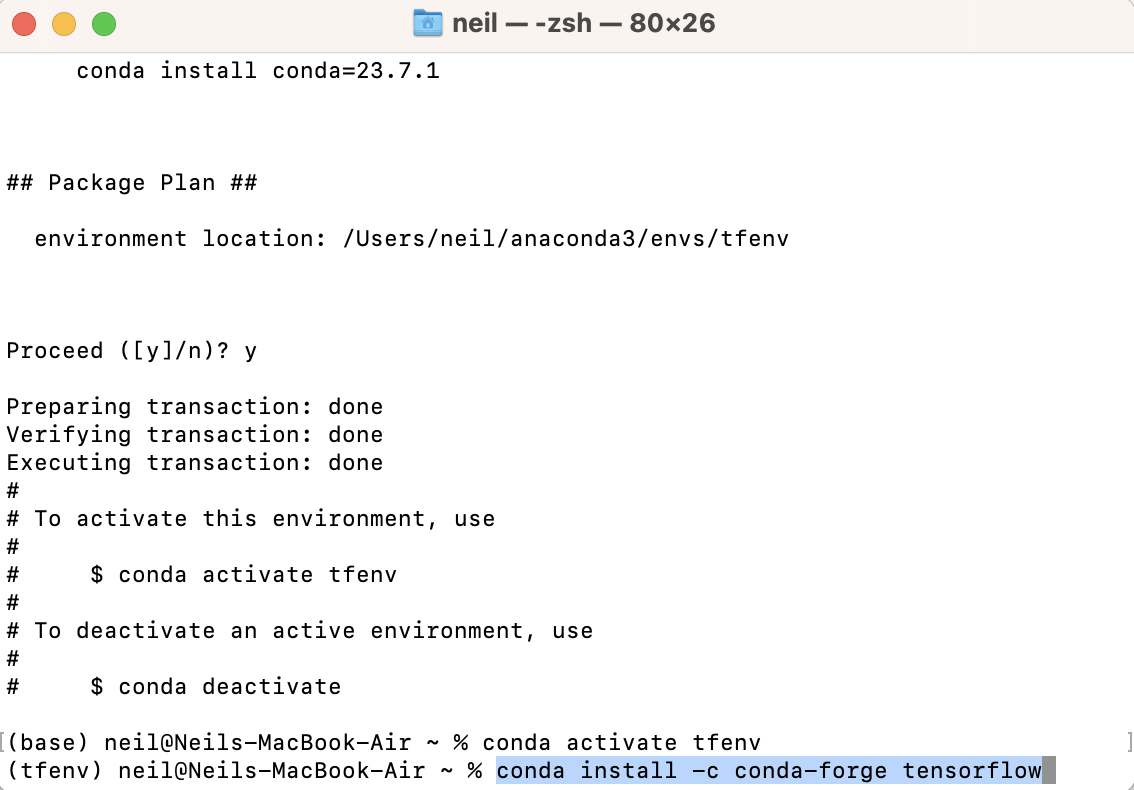 neil — -zsh — 80×26
conda install conda=23.7.1
## Package Plan ##
environment location: /Users/neil/anaconda3/envs/tfenv
Proceed ([y]/n)? y
Preparing transaction: done
Verifying transaction: done
Executing transaction: done
#
# To activate this environment, use
#
#     $ conda activate tfenv
#
# To deactivate an active environment, use
#
#     $ conda deactivate
[(base) neil@Neils-MacBook-Air ~ % conda activate tfenv ]
(tfenv) neil@Neils-MacBook-Air ~ % conda install -c conda-forge tensorflow